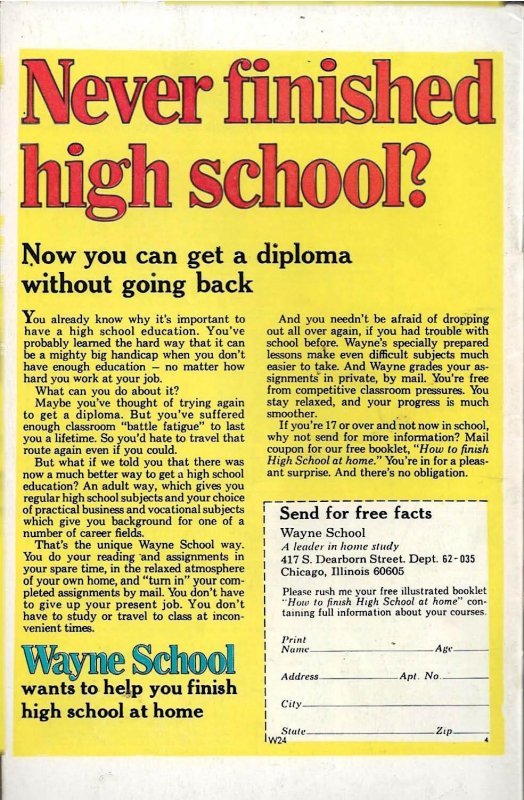 Never finished
high school?
Now you can get a diploma
without going back
You already know why it's important to
have a high school education. You've
probably learned the hard way that it can
be a mighty big handicap when you don't
have enough education — no matter how
hard you work at your job.
What can you do about it?
Maybe you've thought of trying again
to get a diploma. But you've suffered
enough classroom "battle fatigue" to last
you a lifetime. So you'd hate to travel that
route again even if you could.
But what if we told you that there was
now a much better way to get a high school
education? An adult way, which gives you
regular high school subjects and your choice
of practical business and vocational subjects
which give you background for one of a
number of career fields.
That's the unique Wayne School way.
You do your reading and assignments in
your spare time, in the relaxed atmosphere
of your own home, and "turn in" your com-
pleted assignments by mail. You don't have
to give up your present job. You don't
have to study or travel to class at incon-
venient times.
Wayne School
wants to help you finish
high school at home
And you needn't be afraid of dropping
out all over again, if you had trouble with
school before. Wayne's specially prepared
lessons make even difficult subjects much
easier to take. And Wayne grades your as-
signments in private, by mail. You're free
from competitive classroom pressures. You
stay relaxed, and your progress is much
smoother.
If you're 17 or over and not now in school,
why not send for more information? Mail
coupon for our free booklet, "How to finish
High School at home." You're in for a pleas-
ant surprise. And there's no obligation.
Send for free facts
Wayne School
A leader in home study
417 S. Dearborn Street. Dept. 62-035
Chicago, Illinois 60605
Please rush me your free illustrated booklet
"How to finish High School at home" con-
taining full information about your courses.
Print
Name Age
Address Apt. No.
City
State Zip
W24 4